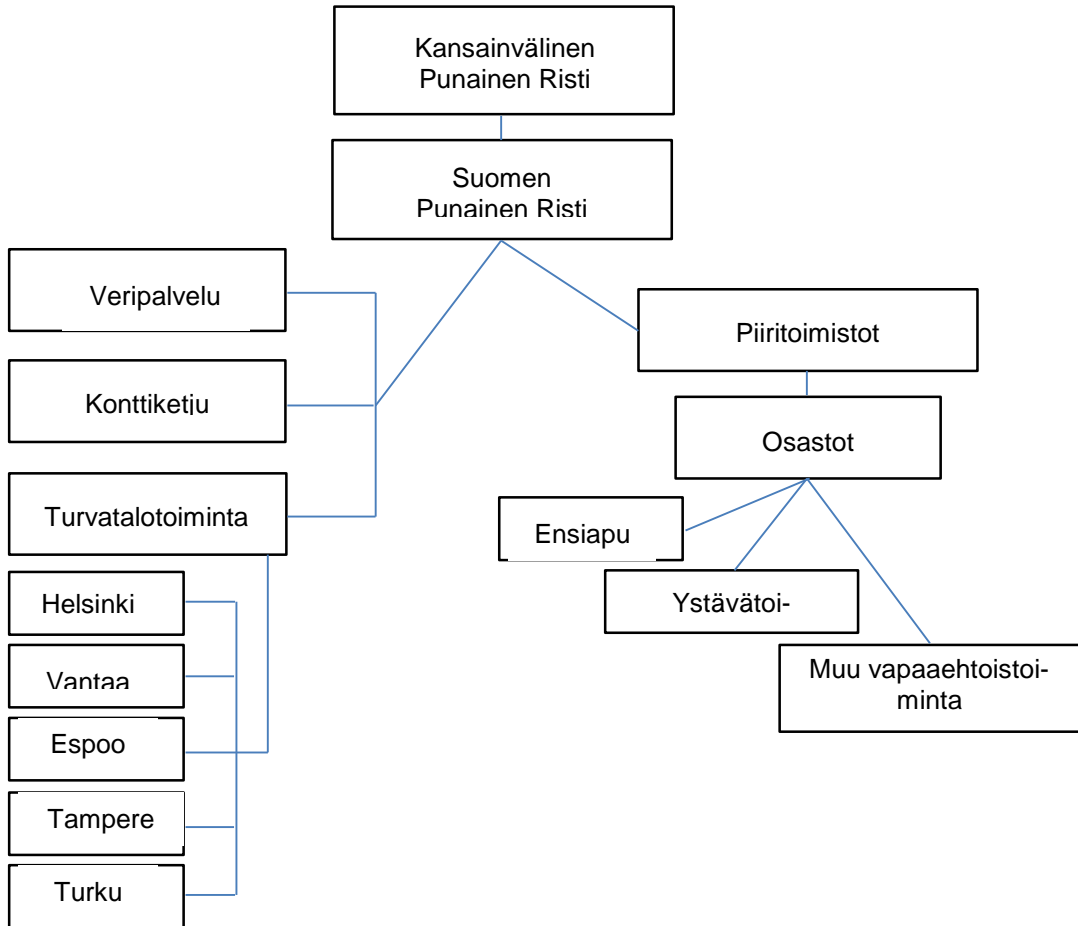 Kansainvälinen
Punainen Risti
Suomen
Punainen Risti
Veripalvelu
Konttiketju
Turvatalotoiminta
Helsinki
Vantaa
Espoo
Tampere
Turku
Piiritoimistot
Osastot
Ensiapu
Ystävätoi-
Muu vapaaehtoistoi-
minta